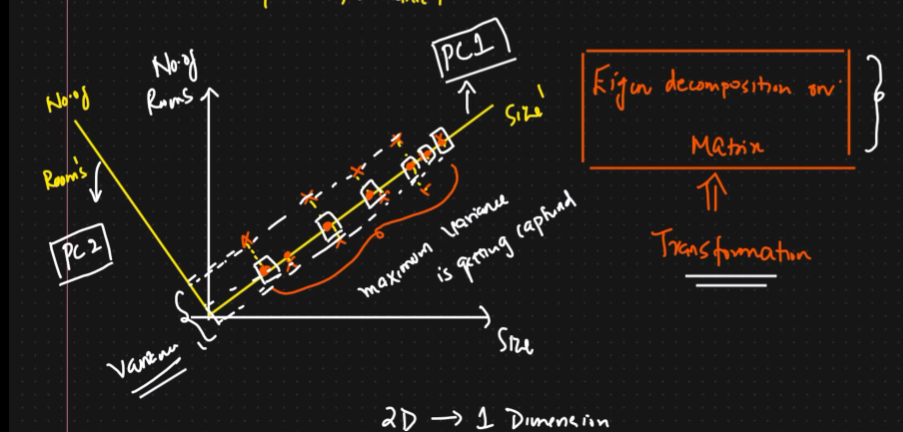 PC1
No. of
Rooms
No. of
Room's
Size'
PC2
Eigen decomposition on
Matrix
Transformation
maximum variance
is getting captured
Size
Variance
2D → 1 Dimension